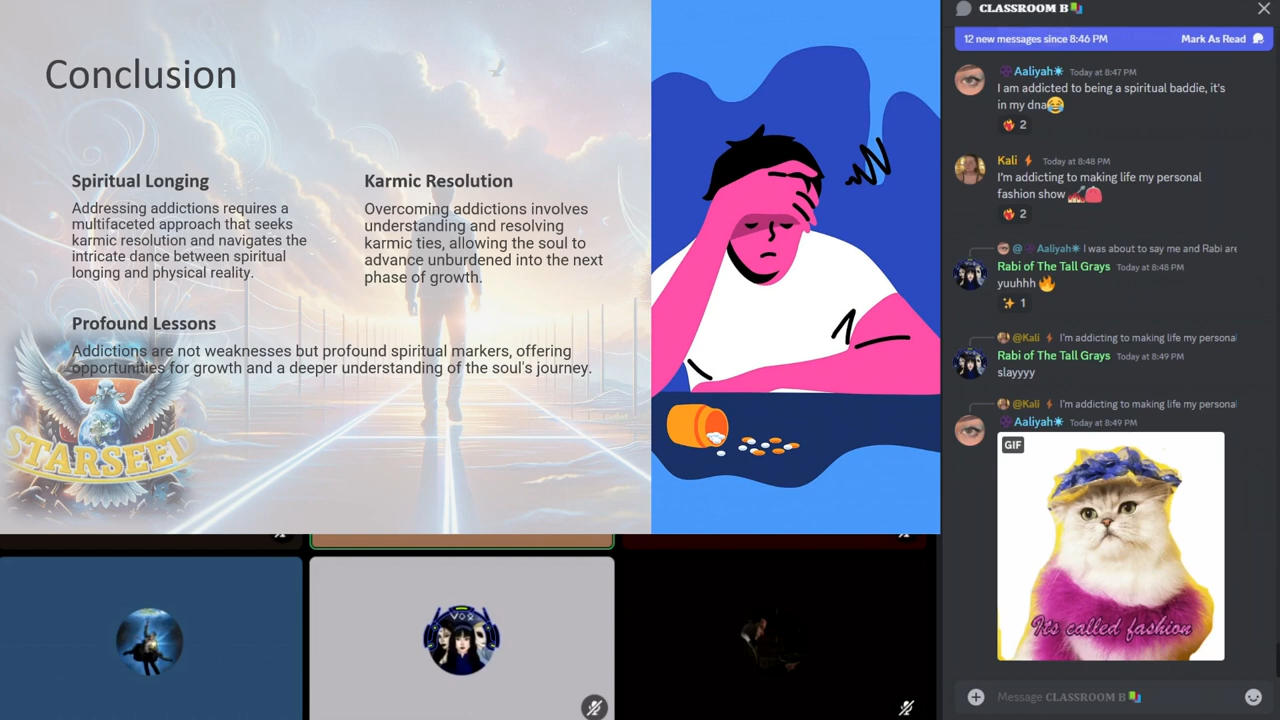 Conclusion
Spiritual Longing
Addressing addictions requires a
multifaceted approach that seeks
karmic resolution and navigates the
intricate dance between spiritual
longing and physical reality.
Karmic Resolution
Overcoming addictions involves
understanding and resolving
karmic ties, allowing the soul to
advance unburdened into the next
phase of growth.
Profound Lessons
Addictions are not weaknesses but profound spiritual markers, offering
opportunities for growth and a deeper understanding of the soul's journey.
STARSEED
VOX
CLASSROOM B
12 new messages since 8:46 PM Mark As Read
Aaliyah Today at 8:47 PM
I am addicted to being a spiritual baddie, it's
in my dna😂
2
Kali Today at 8:48 PM
I'm addicting to making life my personal
fashion show
2
@ Aaliyah I was about to say me and Rabi are
Rabi of The Tall Grays Today at 8:48 PM
yuuhhh 🔥
✨ 1
@Kali I'm addicting to making life my personal
Rabi of The Tall Grays Today at 8:49 PM
slayyyy
@Kali I'm addicting to making life my personal
Aaliyah Today at 8:49 PM
GIF
Its called fashion
Message CLASSROOM B